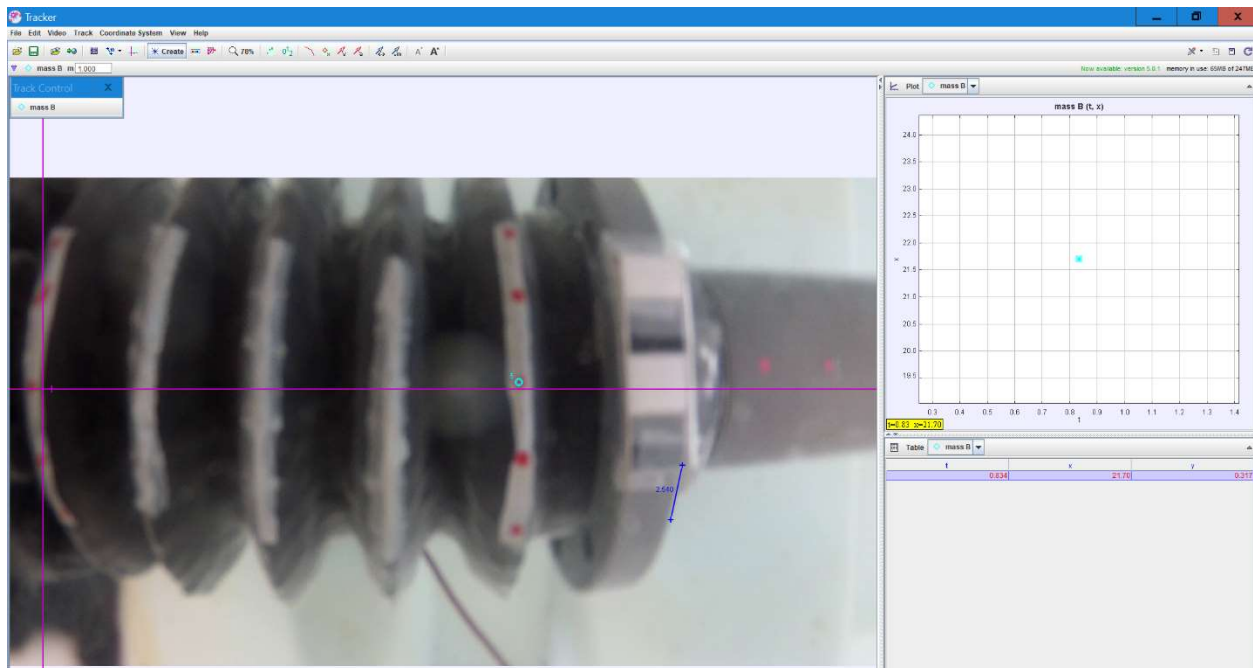 Tracker
File Edit Video Track Coordinate System View Help
Create 78%
mass B m 1.000
Now available: version 5.0.1 memory in use: 65MB of 247MB
Track Control X
mass B
2.640
Plot mass B
mass B (t, x)
24.0
23.5
23.0
22.5
22.0
21.5
21.0
20.5
20.0
19.5
x
0.3 0.4 0.5 0.6 0.7 0.8 0.9 1.0 1.1 1.2 1.3 1.4
t
t=0.83 x=21.70
Table mass B
t x y
0.834 21.70 0.317